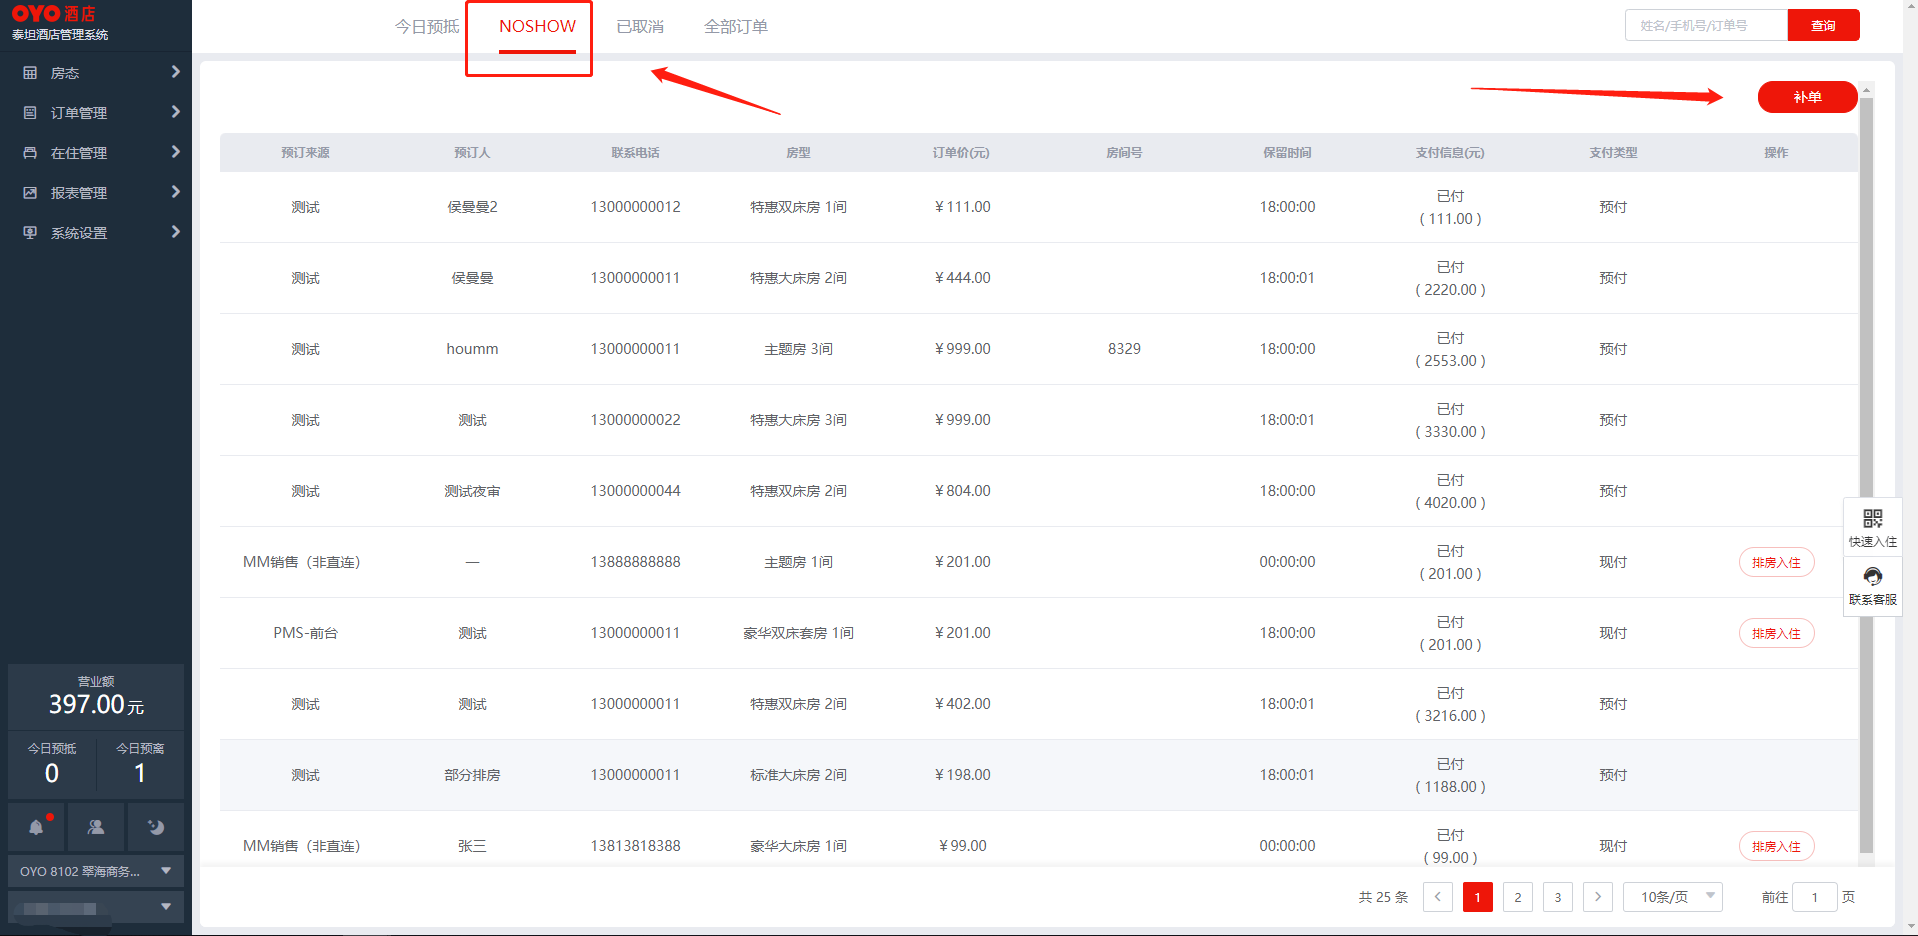 OYO 酒店
泰坦酒店管理系统
房态
订单管理
在住管理
报表管理
系统设置
营业额
397.00元
今日预抵 今日预离
0 1
OYO 8102 翠海商务...
今日预抵 NOSHOW 已取消 全部订单
姓名/手机号/订单号 查询
补单
预订来源 预订人 联系电话 房型 订单价(元) 房间号 保留时间 支付信息(元) 支付类型 操作
测试 侯曼曼2 13000000012 特惠双床房 1间 ¥111.00 18:00:00 已付 预付
( 111.00 )
测试 侯曼曼 13000000011 特惠大床房 2间 ¥444.00 18:00:01 已付 预付
( 2220.00 )
测试 houmm 13000000011 主题房 3间 ¥999.00 8329 18:00:00 已付 预付
( 2553.00 )
测试 测试 13000000022 特惠大床房 3间 ¥999.00 18:00:01 已付 预付
( 3330.00 )
测试 测试夜审 13000000044 特惠双床房 2间 ¥804.00 18:00:00 已付 预付
( 4020.00 )
MM销售（非直连） — 13888888888 主题房 1间 ¥201.00 00:00:00 已付 现付 排房入住
( 201.00 )
PMS-前台 测试 13000000011 豪华双床套房 1间 ¥201.00 18:00:00 已付 现付 排房入住
( 201.00 )
测试 测试 13000000011 特惠双床房 2间 ¥402.00 18:00:01 已付 预付
( 3216.00 )
测试 部分排房 13000000011 标准大床房 2间 ¥198.00 18:00:01 已付 预付
( 1188.00 )
MM销售（非直连） 张三 13813818388 豪华大床房 1间 ¥99.00 00:00:00 已付 现付 排房入住
( 99.00 )
快速入住
联系客服
共 25 条 1 2 3 10条/页 前往 1 页